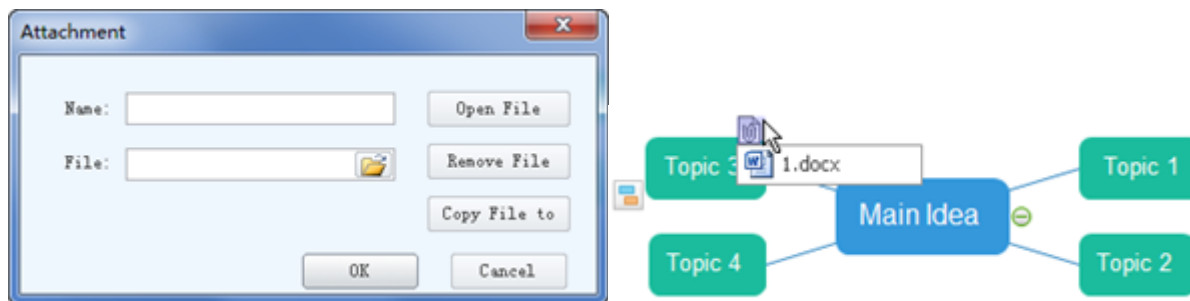 Attachment
Name:
Open File
File:
Remove File
Copy File to
OK
Cancel
1.docx
Topic 3
Topic 1
Main Idea
Topic 4
Topic 2